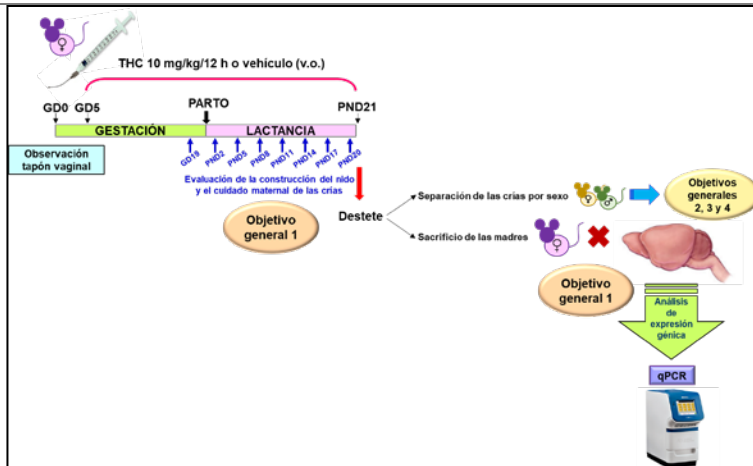 THC 10 mg/kg/12 h o vehículo (v.o.)
GD0
GD5
PARTO
PND21
GESTACIÓN
LACTANCIA
Observación
tapón vaginal
GD19
PND2
PND5
PND8
PND11
PND14
PND17
PND20
Evaluación de la construcción del nido
y el cuidado maternal de las crías
Objetivo
general 1
Destete
Separación de las crías por sexo
Objetivos
generales
2, 3 y 4
Sacrificio de las madres
Objetivo
general 1
Análisis
de
expresión
génica
qPCR